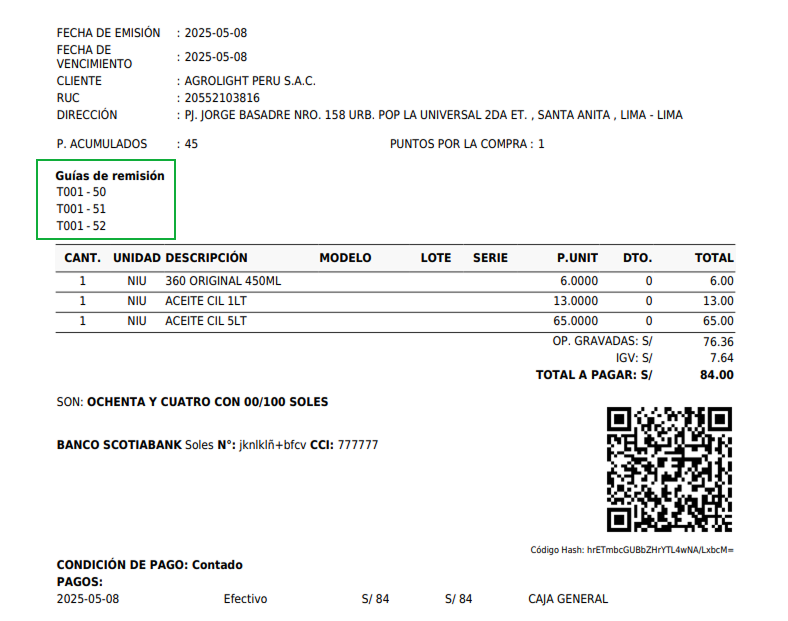 FECHA DE EMISIÓN : 2025-05-08
FECHA DE VENCIMIENTO : 2025-05-08
CLIENTE : AGROLIGHT PERU S.A.C.
RUC : 20552103816
DIRECCIÓN : PJ. JORGE BASADRE NRO. 158 URB. POP LA UNIVERSAL 2DA ET. , SANTA ANITA , LIMA - LIMA
P. ACUMULADOS : 45 PUNTOS POR LA COMPRA : 1
Guías de remisión
T001 - 50
T001 - 51
T001 - 52
CANT. UNIDAD DESCRIPCIÓN MODELO LOTE SERIE P.UNIT DTO. TOTAL
1 NIU 360 ORIGINAL 450ML 6.0000 0 6.00
1 NIU ACEITE CIL 1LT 13.0000 0 13.00
1 NIU ACEITE CIL 5LT 65.0000 0 65.00
OP. GRAVADAS: S/ 76.36
IGV: S/ 7.64
TOTAL A PAGAR: S/ 84.00
SON: OCHENTA Y CUATRO CON 00/100 SOLES
BANCO SCOTIABANK Soles N°: jknlklñ+bfcv CCI: 777777
Código Hash: hrETmbcGUBbZHrYTL4wNA/LxbcM=
CONDICIÓN DE PAGO: Contado
PAGOS:
2025-05-08 Efectivo S/ 84 S/ 84 CAJA GENERAL